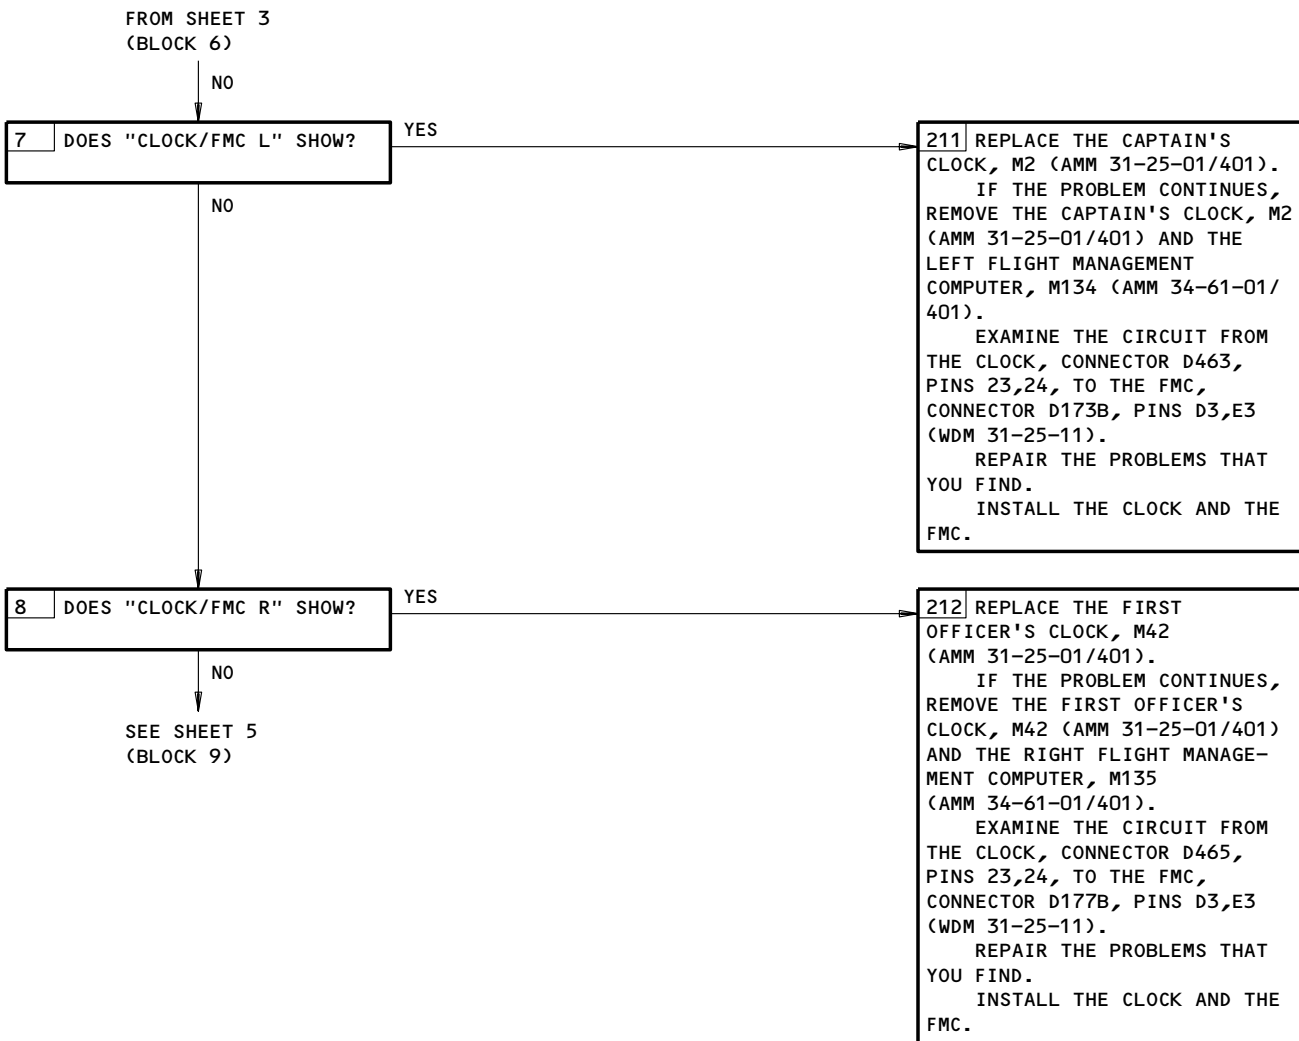 FROM SHEET 3
(BLOCK 6)
NO
7 DOES "CLOCK/FMC L" SHOW?
YES
NO
211 REPLACE THE CAPTAIN'S
CLOCK, M2 (AMM 31-25-01/401).
IF THE PROBLEM CONTINUES,
REMOVE THE CAPTAIN'S CLOCK, M2
(AMM 31-25-01/401) AND THE
LEFT FLIGHT MANAGEMENT
COMPUTER, M134 (AMM 34-61-01/
401).
EXAMINE THE CIRCUIT FROM
THE CLOCK, CONNECTOR D463,
PINS 23,24, TO THE FMC,
CONNECTOR D173B, PINS D3,E3
(WDM 31-25-11).
REPAIR THE PROBLEMS THAT
YOU FIND.
INSTALL THE CLOCK AND THE
FMC.
8 DOES "CLOCK/FMC R" SHOW?
YES
NO
SEE SHEET 5
(BLOCK 9)
212 REPLACE THE FIRST
OFFICER'S CLOCK, M42
(AMM 31-25-01/401).
IF THE PROBLEM CONTINUES,
REMOVE THE FIRST OFFICER'S
CLOCK, M42 (AMM 31-25-01/401)
AND THE RIGHT FLIGHT MANAGE-
MENT COMPUTER, M135
(AMM 34-61-01/401).
EXAMINE THE CIRCUIT FROM
THE CLOCK, CONNECTOR D465,
PINS 23,24, TO THE FMC,
CONNECTOR D177B, PINS D3,E3
(WDM 31-25-11).
REPAIR THE PROBLEMS THAT
YOU FIND.
INSTALL THE CLOCK AND THE
FMC.